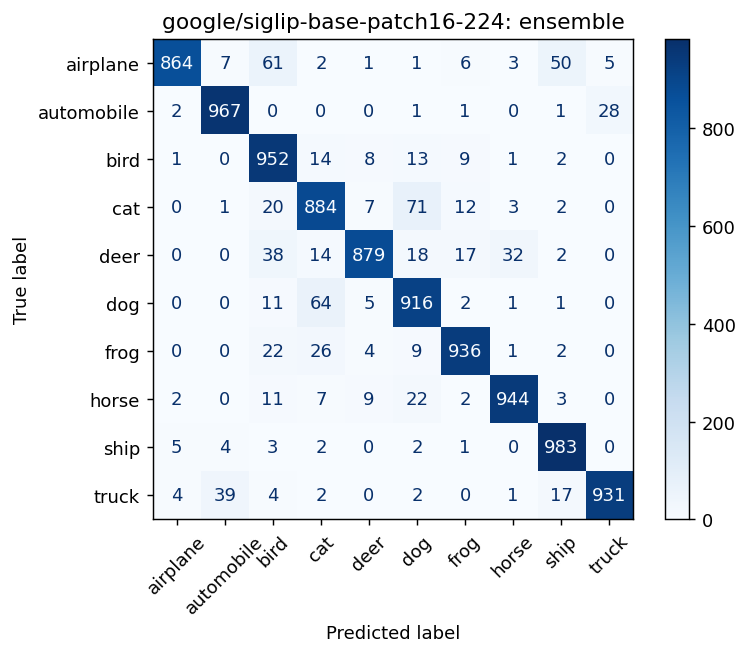 google/siglip-base-patch16-224: ensemble
airplane 864 7 61 2 1 1 6 3 50 5
automobile 2 967 0 0 0 1 1 0 1 28
bird 1 0 952 14 8 13 9 1 2 0
cat 0 1 20 884 7 71 12 3 2 0
deer 0 0 38 14 879 18 17 32 2 0
dog 0 0 11 64 5 916 2 1 1 0
frog 0 0 22 26 4 9 936 1 2 0
horse 2 0 11 7 9 22 2 944 3 0
ship 5 4 3 2 0 2 1 0 983 0
truck 4 39 4 2 0 2 0 1 17 931
airplane automobile bird cat deer dog frog horse ship truck
Predicted label
True label
800
600
400
200
0